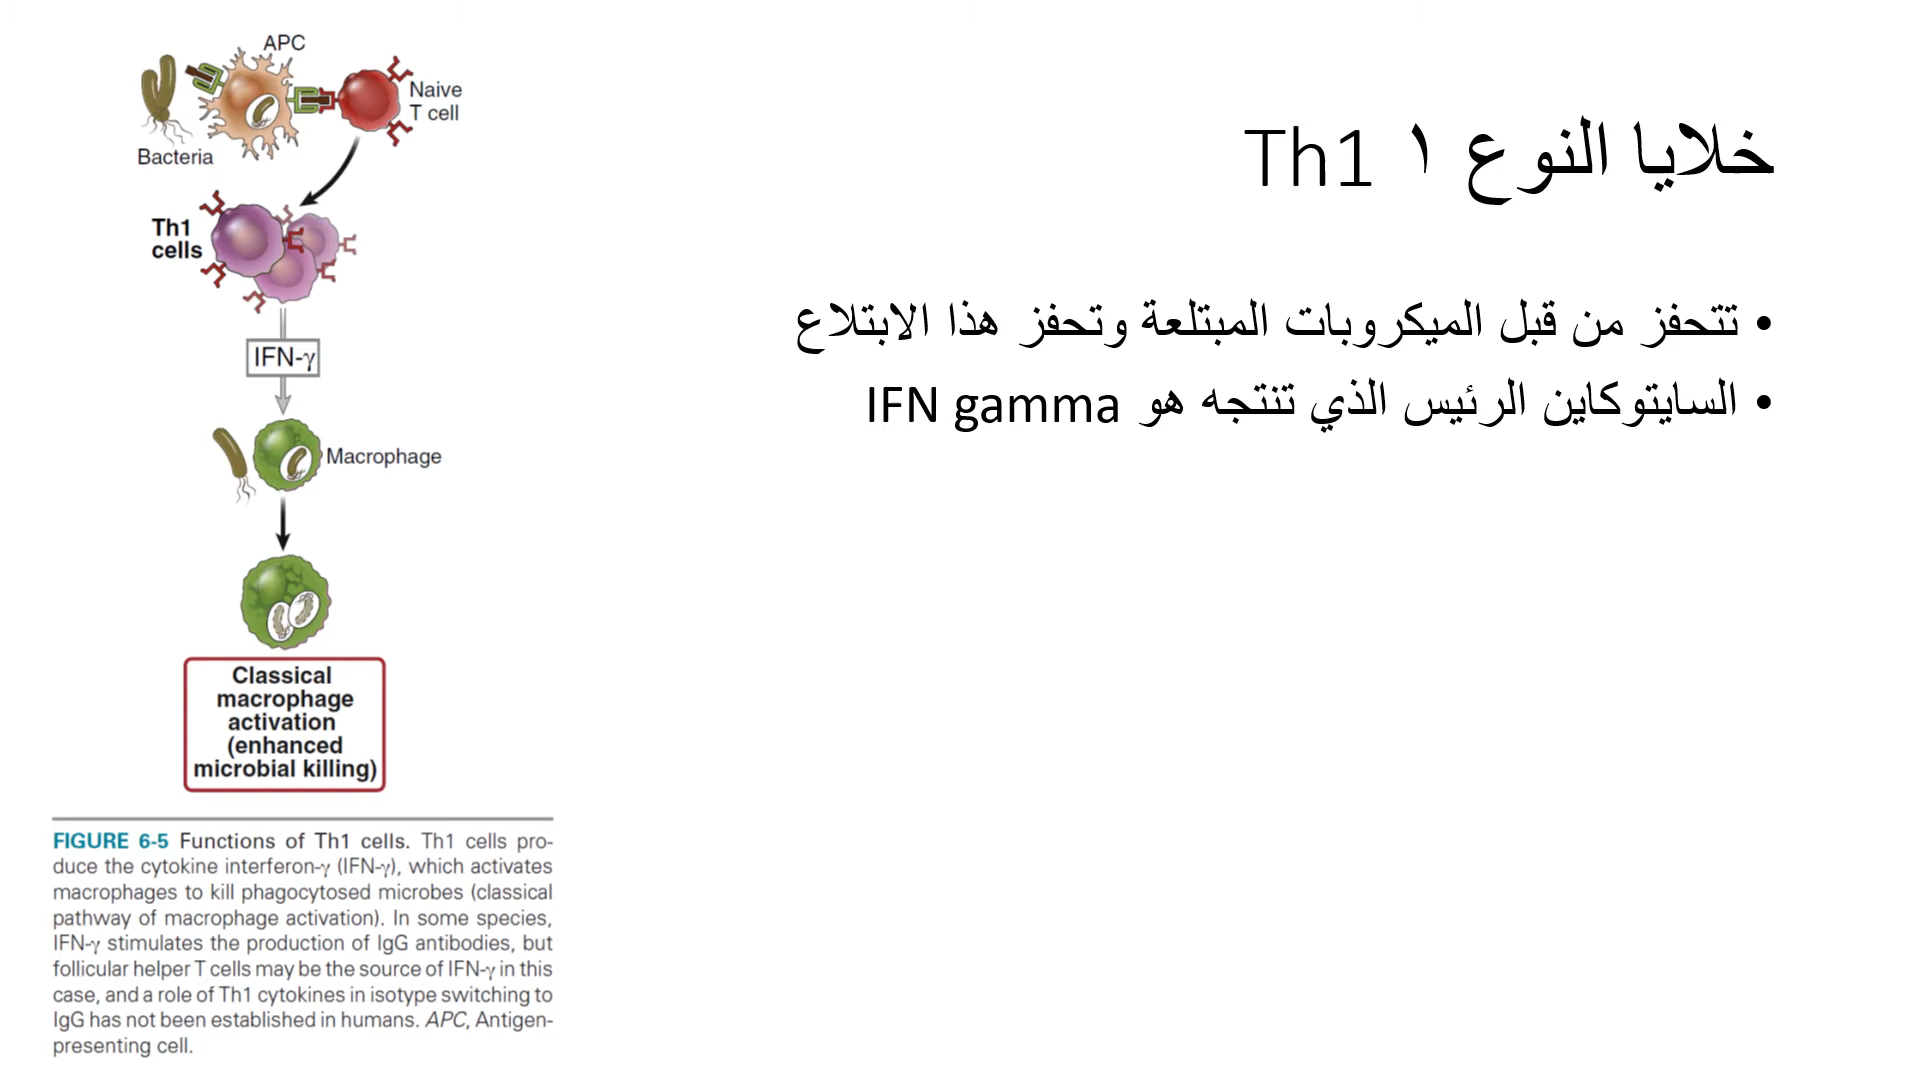 خلايا النوع ١ Th1
• تتحفز من قبل الميكروبات المبتلعة وتحفز هذا الابتلاع
• السايتوكاين الرئيس الذي تنتجه هو IFN gamma
APC
Naive
T cell
Bacteria
Th1
cells
IFN-γ
Macrophage
Classical
macrophage
activation
(enhanced
microbial killing)
FIGURE 6-5 Functions of Th1 cells. Th1 cells pro-
duce the cytokine interferon-γ (IFN-γ), which activates
macrophages to kill phagocytosed microbes (classical
pathway of macrophage activation). In some species,
IFN-γ stimulates the production of IgG antibodies, but
follicular helper T cells may be the source of IFN-γ in this
case, and a role of Th1 cytokines in isotype switching to
IgG has not been established in humans. APC, Antigen-
presenting cell.